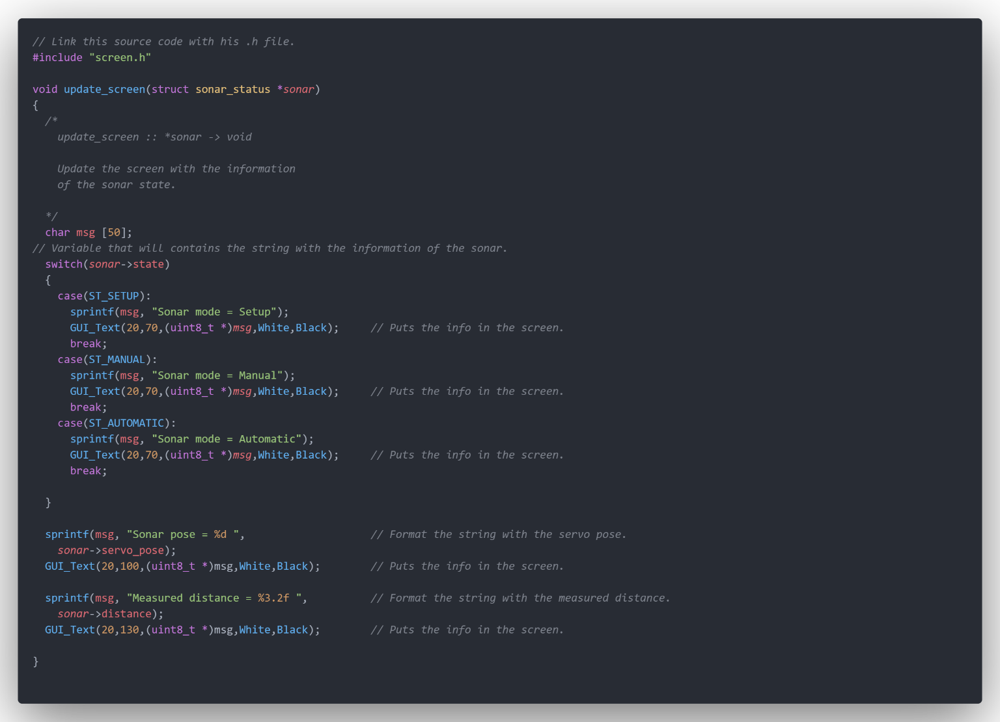 // Link this source code with his .h file.
#include "screen.h"
void update_screen(struct sonar_status *sonar)
{
/*
update_screen :: *sonar -> void
Update the screen with the information
of the sonar state.
*/
char msg [50];
// Variable that will contains the string with the information of the sonar.
switch(sonar->state)
{
case(ST_SETUP):
sprintf(msg, "Sonar mode = Setup");
GUI_Text(20,70,(uint8_t *)msg,White,Black);     // Puts the info in the screen.
break;
case(ST_MANUAL):
sprintf(msg, "Sonar mode = Manual");
GUI_Text(20,70,(uint8_t *)msg,White,Black);     // Puts the info in the screen.
break;
case(ST_AUTOMATIC):
sprintf(msg, "Sonar mode = Automatic");
GUI_Text(20,70,(uint8_t *)msg,White,Black);     // Puts the info in the screen.
break;
}
sprintf(msg, "Sonar pose = %d ",                    // Format the string with the servo pose.
sonar->servo_pose);
GUI_Text(20,100,(uint8_t *)msg,White,Black);        // Puts the info in the screen.
sprintf(msg, "Measured distance = %3.2f ",          // Format the string with the measured distance.
sonar->distance);
GUI_Text(20,130,(uint8_t *)msg,White,Black);        // Puts the info in the screen.
}